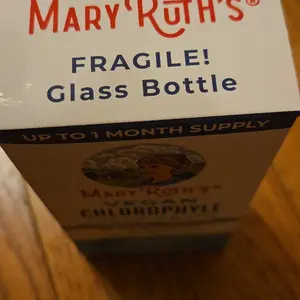 MARY RUTH'S®
FRAGILE!
Glass Bottle
UP TO 1 MONTH SUPPLY
MARY RUTH'S®
VEGAN
CHLOROPHYLL